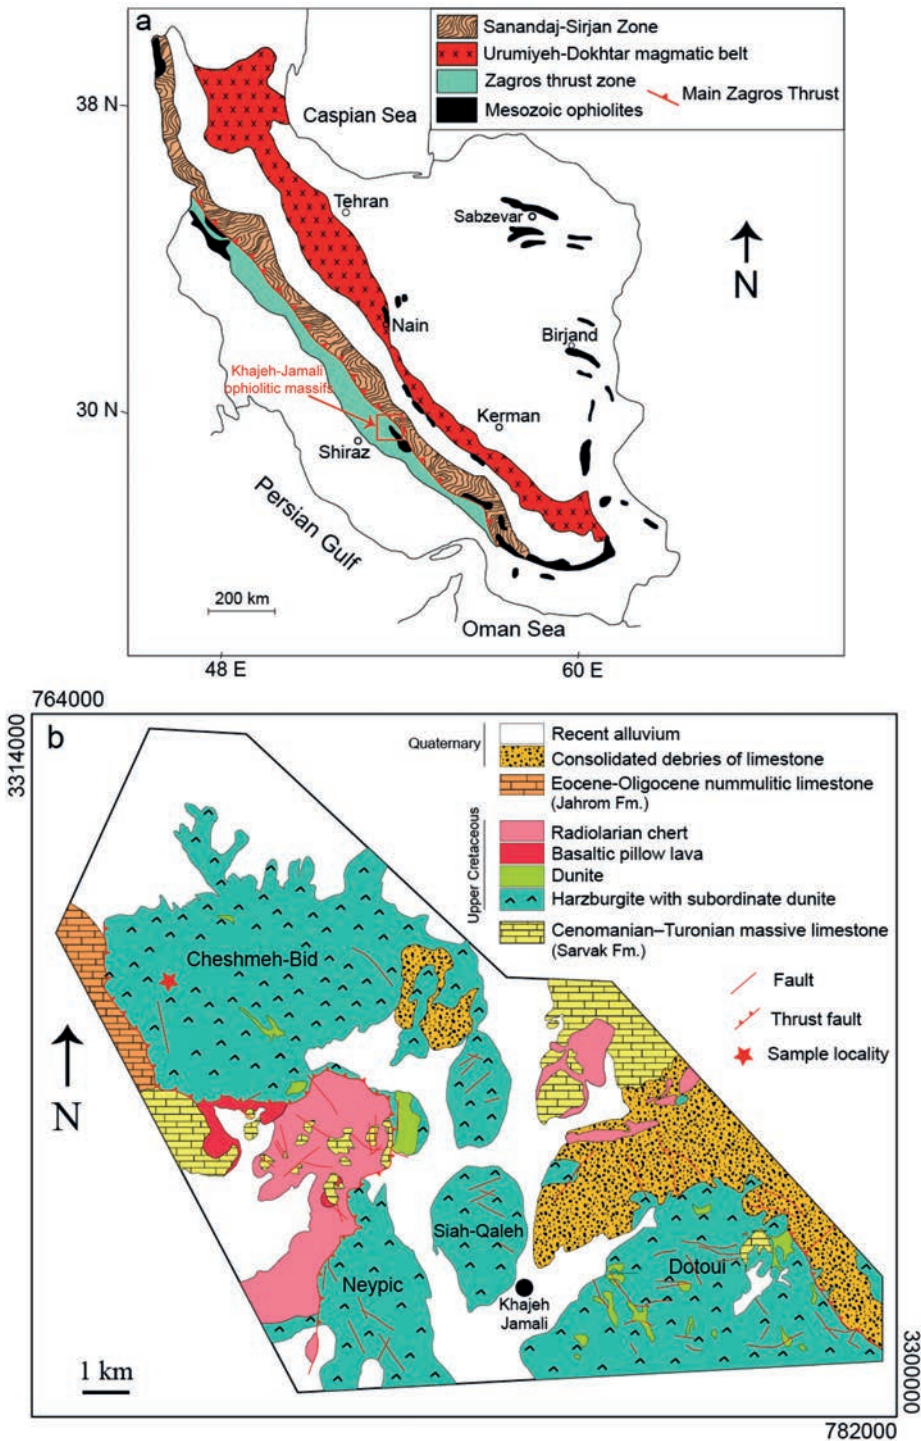 a
Sanandaj-Sirjan Zone
Urumiyeh-Dokhtar magmatic belt
Zagros thrust zone
Main Zagros Thrust
Mesozoic ophiolites
38 N
Caspian Sea
Tehran
Sabzevar
N
Nain
Birjand
Khajeh-Jamali
ophiolitic massifs
30 N
Kerman
Shiraz
Persian Gulf
200 km
Oman Sea
48 E
60 E
764000
3314000
b
Quaternary
Recent alluvium
Consolidated debries of limestone
Eocene-Oligocene nummulitic limestone
(Jahrom Fm.)
Upper Cretaceous
Radiolarian chert
Basaltic pillow lava
Dunite
Harzburgite with subordinate dunite
Cenomanian–Turonian massive limestone
(Sarvak Fm.)
Cheshmeh-Bid
Fault
Thrust fault
Sample locality
N
Siah-Qaleh
Dotoui
Neypic
Khajeh
Jamali
1 km
3300000
782000